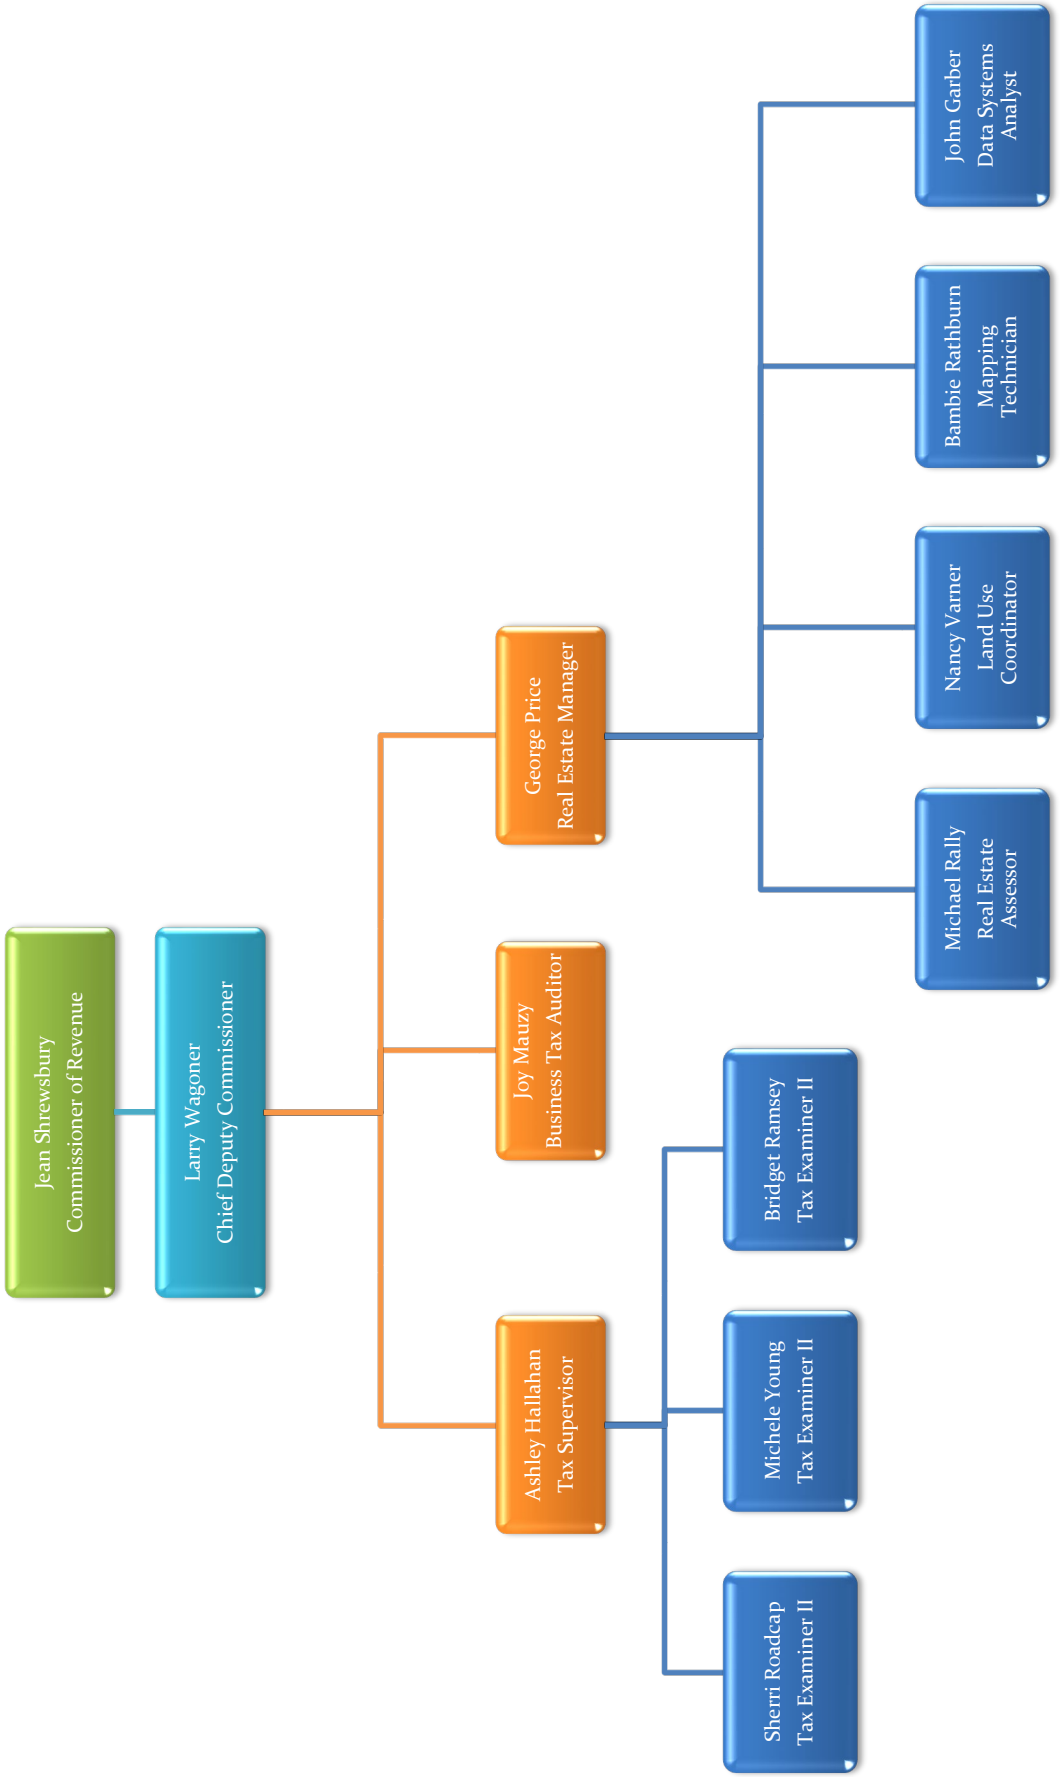 Jean Shrewsbury
Commissioner of Revenue
Larry Wagoner
Chief Deputy Commissioner
Ashley Hallahan
Tax Supervisor
Joy Mauzy
Business Tax Auditor
George Price
Real Estate Manager
Sherri Roadcap
Tax Examiner II
Michele Young
Tax Examiner II
Bridget Ramsey
Tax Examiner II
Michael Rally
Real Estate
Assessor
Nancy Varner
Land Use
Coordinator
Bambie Rathburn
Mapping
Technician
John Garber
Data Systems
Analyst